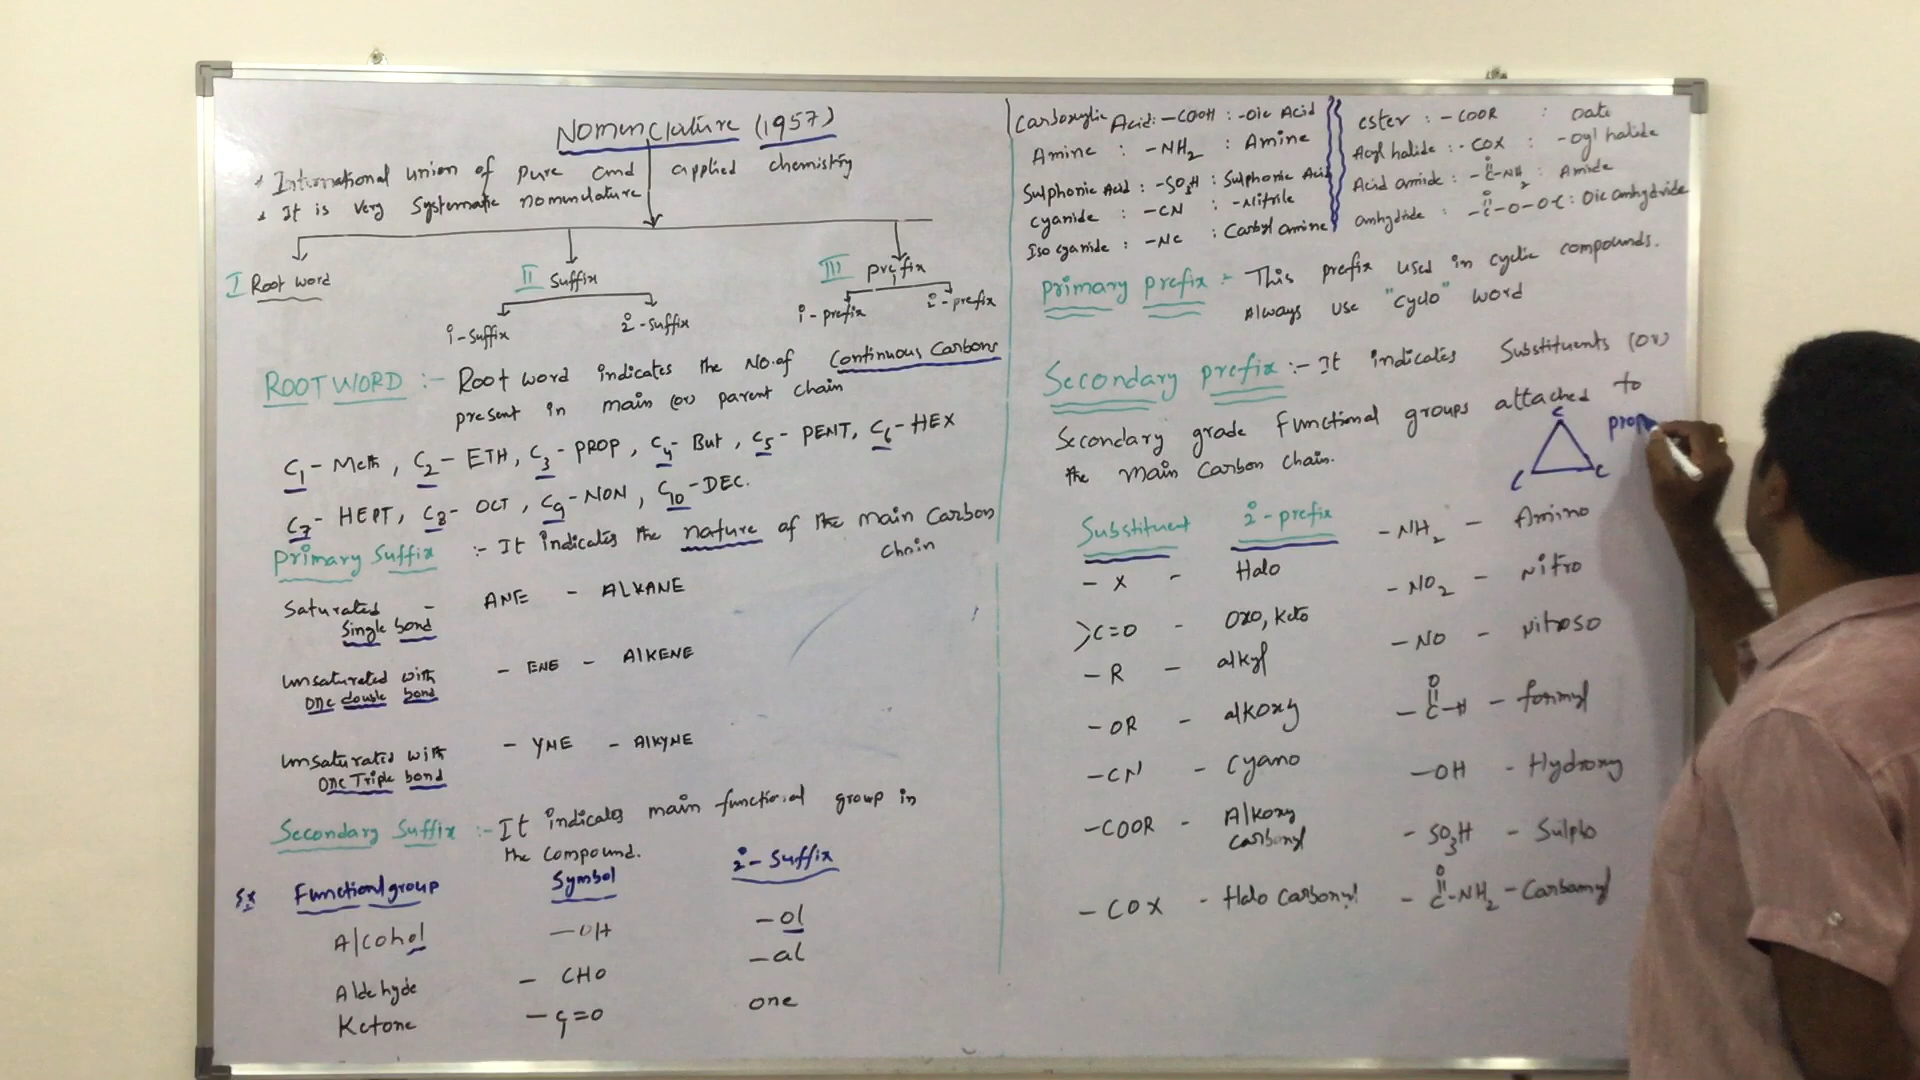 Nomenclature (1957)
* International union of pure and applied chemistry
* It is very systematic nomenclature
I Root word
II Suffix
III prefix
1°-suffix
2°-suffix
1°-prefix
2°-prefix
ROOT WORD :- Root word indicates the No.of Continuous Carbons
present in main (or) parent chain
C1- Meth, C2- ETH, C3- PROP, C4- But, C5- PENT, C6- HEX
C7- HEPT, C8- OCT, C9- NON, C10-DEC.
Primary Suffix :- It indicates the nature of the main carbon
chain
Saturated - ANE - ALKANE
Single bond
Unsaturated with - ENE - AlKENE
One double bond
Unsaturated with - YNE - AlKYNE
One Triple bond
Secondary Suffix :- It indicates main functional group in
the compound.
Ex Functional group Symbol 2°-Suffix
Alcohol -OH -ol
Aldehyde - CHO -al
Ketone -C=O one
Carboxylic Acid: -COOH : -Oic Acid
Amine : -NH2 : Amine
Sulphonic Acid : -SO3H : Sulphonic Acid
cyanide : -CN : -Nitrile
Iso cyanide : -NC : Carbyl amine
ester : -COOR : Oate
Acyl halide : -COX : -oyl halide
Acid amide : -C-NH2 : Amide
O
anhydride : -C-O-O-C : Oic anhydride
O
Primary prefix :- This prefix used in cyclic compounds.
Always use "cyclo" word
Secondary prefix :- It indicates Substituents (or)
Secondary grade Functional groups attached to
the main carbon chain.
C
C C
prop
Substituent 2°-prefix
- X - Halo
>C=O - Oxo, keto
- R - alkyl
- OR - alkoxy
-CN - Cyano
-COOR - Alkoxy
carbonyl
- COX - Halo carbonyl
-NH2 - Amino
-NO2 - Nitro
-NO - Nitroso
O
-C-H - formyl
-OH - Hydroxy
- SO3H - Sulpho
O
- C-NH2 - Carbamyl